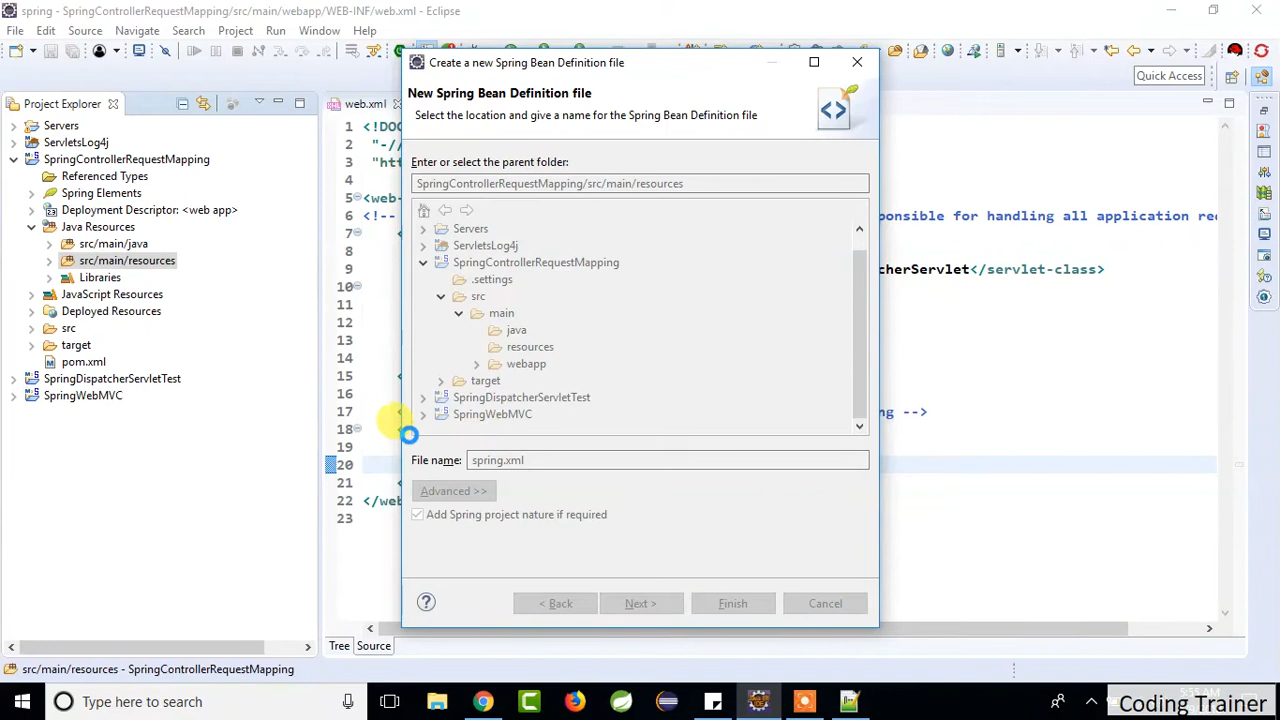 spring - SpringControllerRequestMapping/src/main/webapp/WEB-INF/web.xml - Eclipse
File Edit Source Navigate Search Project Run Window Help
Quick Access
Project Explorer
Servers
ServletsLog4j
SpringControllerRequestMapping
Referenced Types
Spring Elements
Deployment Descriptor: <web app>
Java Resources
src/main/java
src/main/resources
Libraries
JavaScript Resources
Deployed Resources
src
target
pom.xml
SpringDispatcherServletTest
SpringWebMVC
web.xml
1 <!DO
2 "-//
3 "ht
4
5 <web-
6 <!-- ponsible for handling all application re
7 <
8
9 cherServlet</servlet-class>
10
11
12
13
14
15 <
16
17 < g -->
18
19
20
21 <
22 </we
23
Tree Source
Create a new Spring Bean Definition file
New Spring Bean Definition file
Select the location and give a name for the Spring Bean Definition file
Enter or select the parent folder:
SpringControllerRequestMapping/src/main/resources
Servers
ServletsLog4j
SpringControllerRequestMapping
.settings
src
main
java
resources
webapp
target
SpringDispatcherServletTest
SpringWebMVC
File name: spring.xml
Advanced >>
Add Spring project nature if required
< Back Next > Finish Cancel
src/main/resources - SpringControllerRequestMapping
Type here to search
Coding Trainer